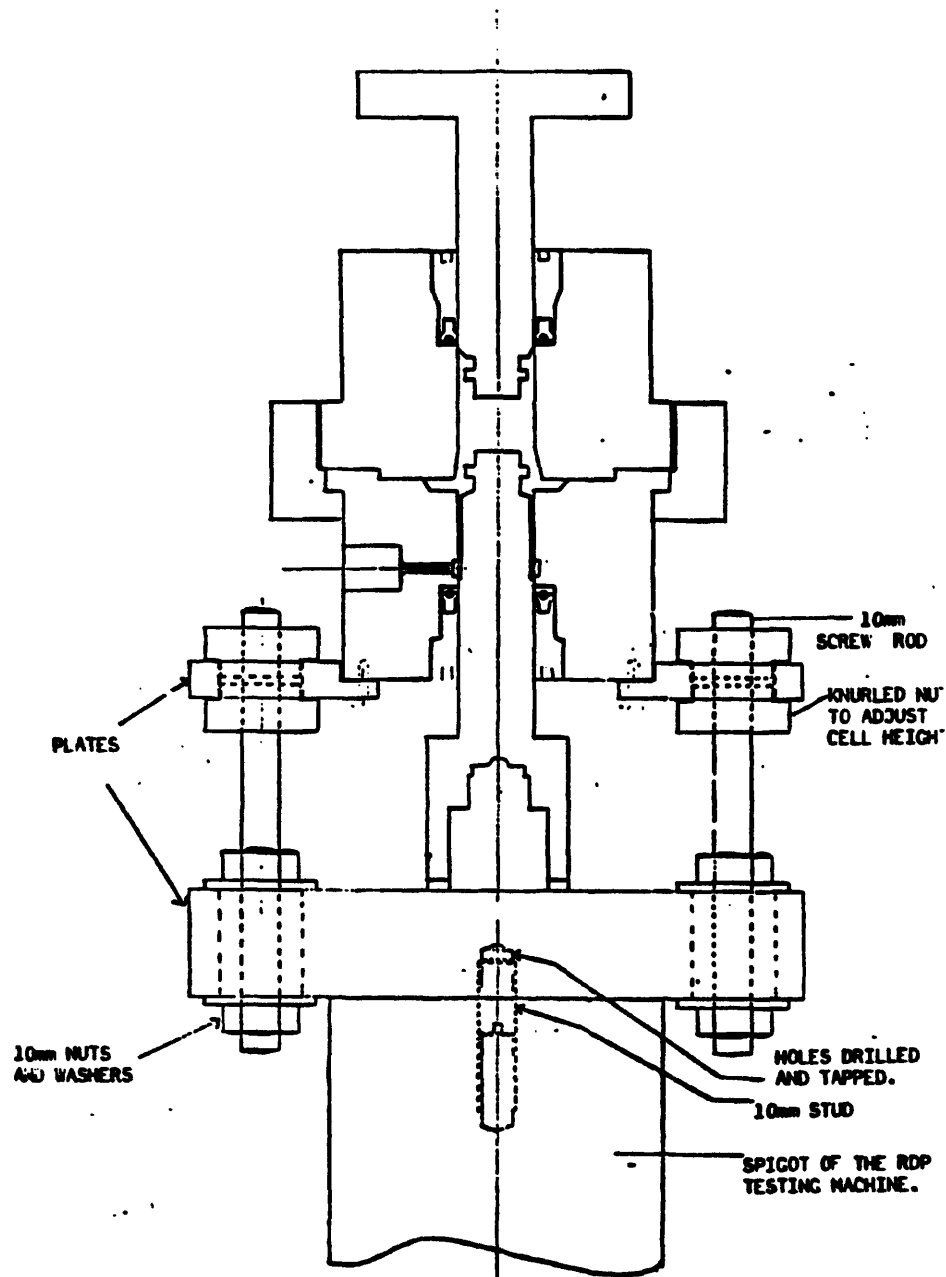 10mm
SCREW ROD
KNURLED NU
TO ADJUST
CELL HEIGH
PLATES
10mm NUTS
AND WASHERS
HOLES DRILLED
AND TAPPED.
10mm STUD
SPIGOT OF THE RDP
TESTING MACHINE.